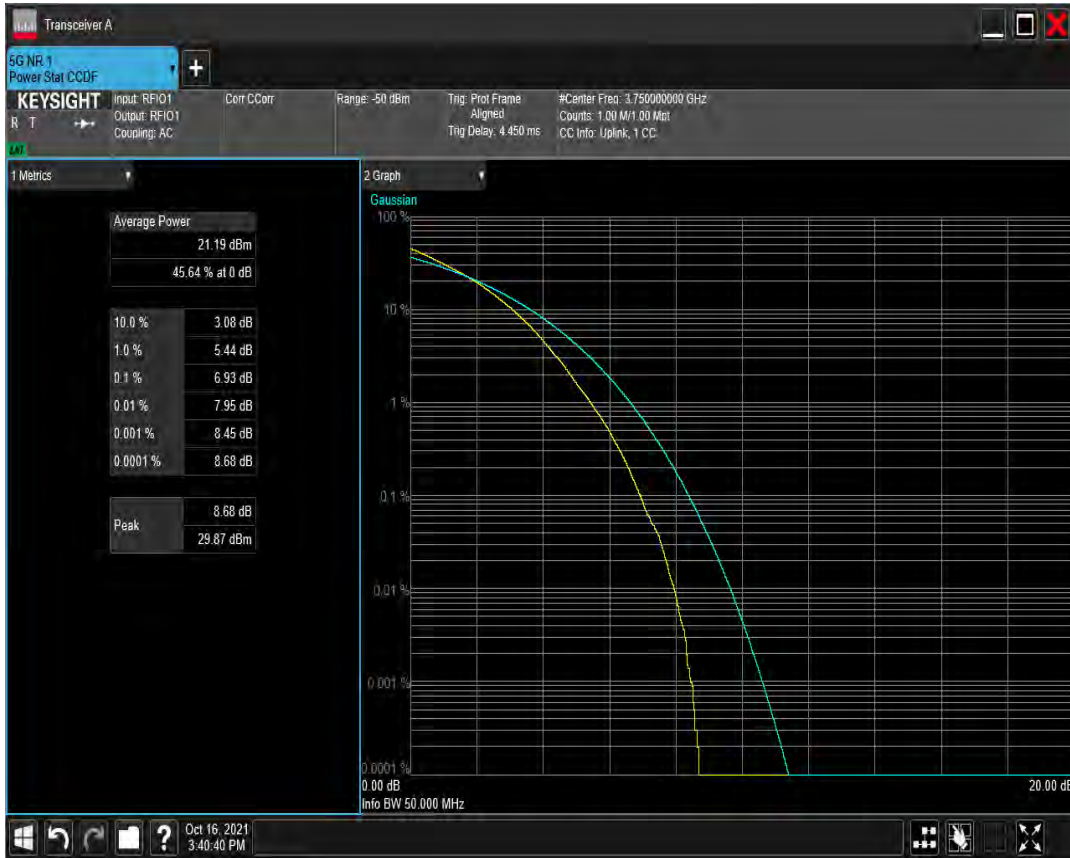 Transceiver A
5G NR 1
Power Stat CCDF
+
KEYSIGHT
R T
LXI
Input: RFIO1
Output: RFIO1
Coupling: AC
Corr CCorr
Range: -50 dBm
Trig: Prot Frame
Aligned
Trig Delay: 4.450 ms
#Center Freq: 3.750000000 GHz
Counts: 1.00 M/1.00 Mpt
CC Info: Uplink, 1 CC
1 Metrics
Average Power
21.19 dBm
45.64 % at 0 dB
10.0 % 3.08 dB
1.0 % 5.44 dB
0.1 % 6.93 dB
0.01 % 7.95 dB
0.001 % 8.45 dB
0.0001 % 8.68 dB
Peak 8.68 dB
29.87 dBm
2 Graph
Gaussian
100 %
10 %
1 %
0.1 %
0.01 %
0.001 %
0.0001 %
0.00 dB 20.00 dB
Info BW 50.000 MHz
?
Oct 16, 2021
3:40:40 PM